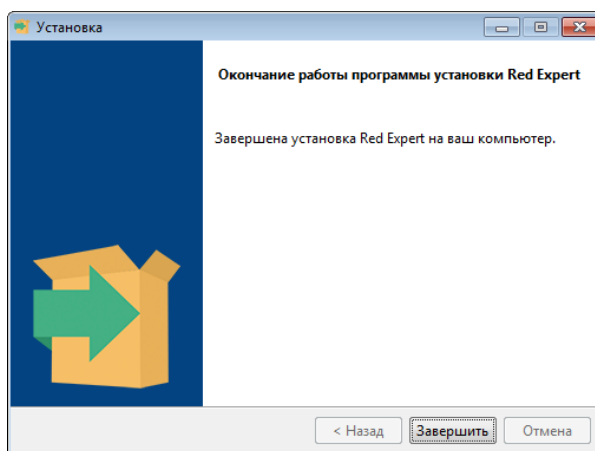 Установка
Окончание работы программы установки Red Expert
Завершена установка Red Expert на ваш компьютер.
< Назад Завершить Отмена